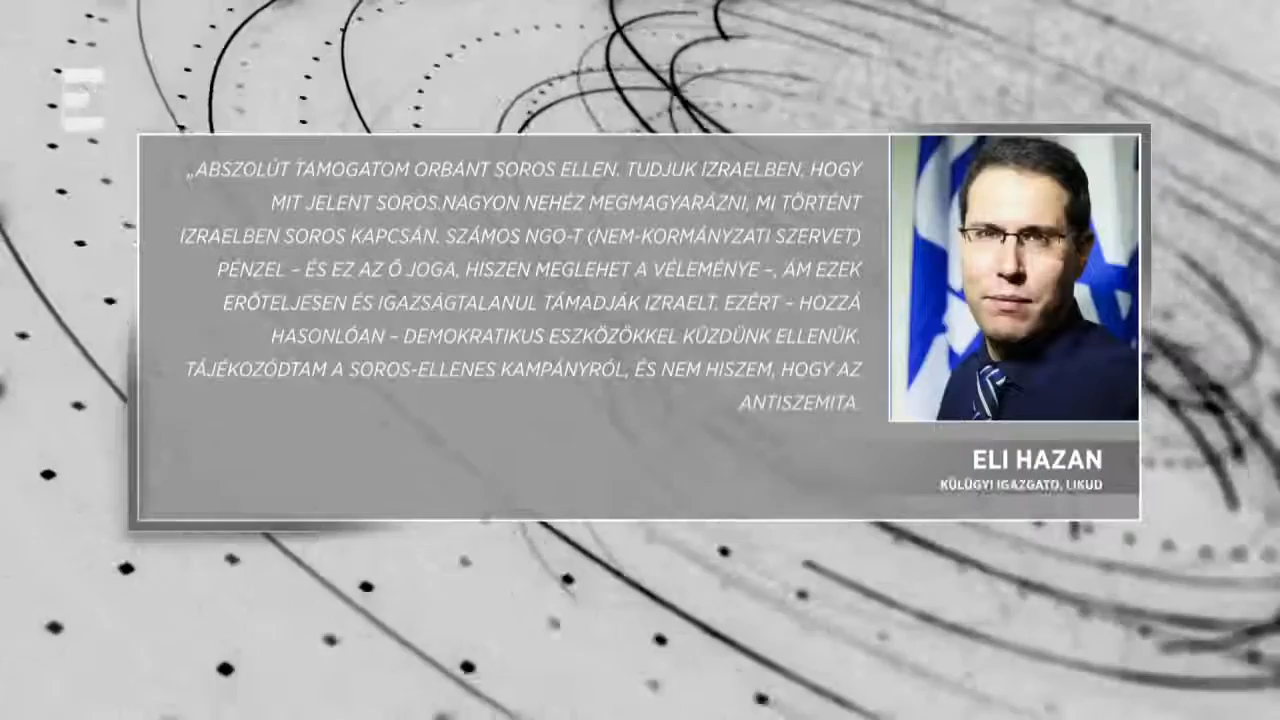 „ABSZOLÚT TÁMOGATOM ORBÁNT SOROS ELLEN. TUDJUK IZRAELBEN, HOGY
MIT JELENT SOROS.NAGYON NEHÉZ MEGMAGYARÁZNI, MI TÖRTÉNT
IZRAELBEN SOROS KAPCSÁN. SZÁMOS NGO-T (NEM-KORMÁNYZATI SZERVET)
PÉNZEL – ÉS EZ AZ Ő JOGA, HISZEN MEGLEHET A VÉLEMÉNYE –, ÁM EZEK
ERŐTELJESEN ÉS IGAZSÁGTALANUL TÁMADJÁK IZRAELT. EZÉRT – HOZZÁ
HASONLÓAN – DEMOKRATIKUS ESZKÖZÖKKEL KÜZDÜNK ELLENÜK.
TÁJÉKOZÓDTAM A SOROS-ELLENES KAMPÁNYRÓL, ÉS NEM HISZEM, HOGY AZ
ANTISZEMITA.
ELI HAZAN
KÜLÜGYI IGAZGATÓ, LIKUD